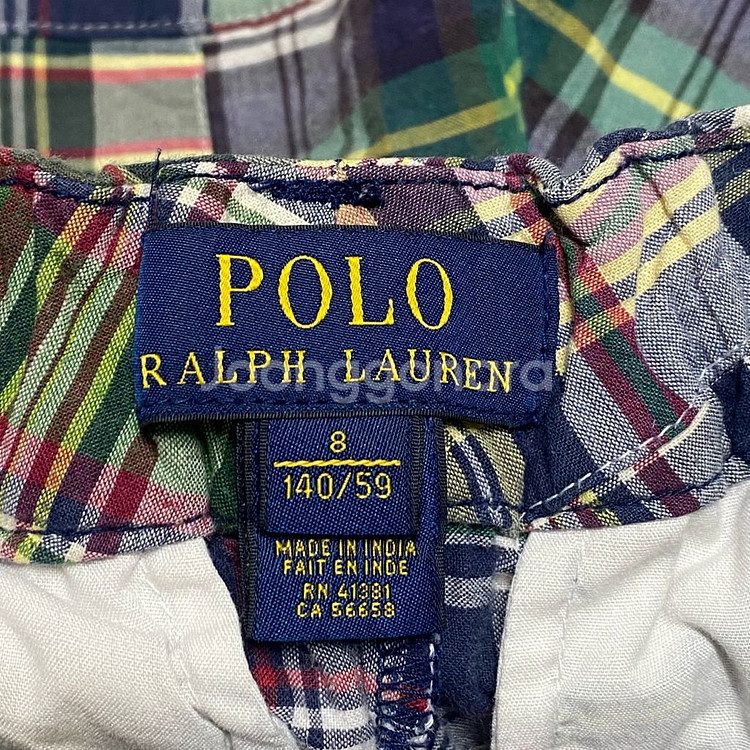 POLO
RALPH LAUREN
8
140/59
MADE IN INDIA
FAIT EN INDE
RN 41381
CA 56658